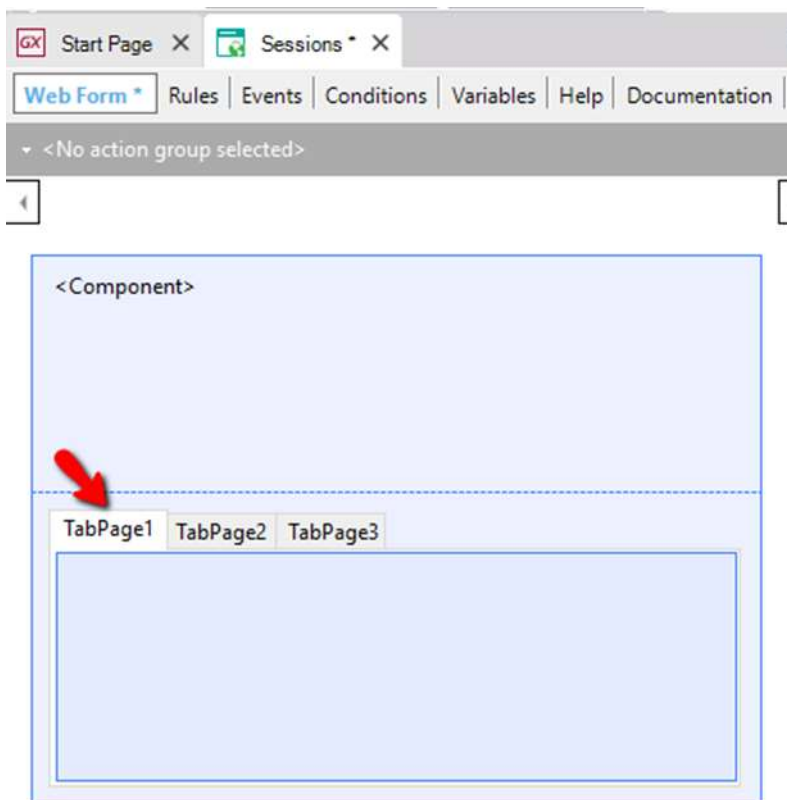 GX Start Page X Sessions * X
Web Form * Rules Events Conditions Variables Help Documentation
<No action group selected>
<Component>
TabPage1 TabPage2 TabPage3